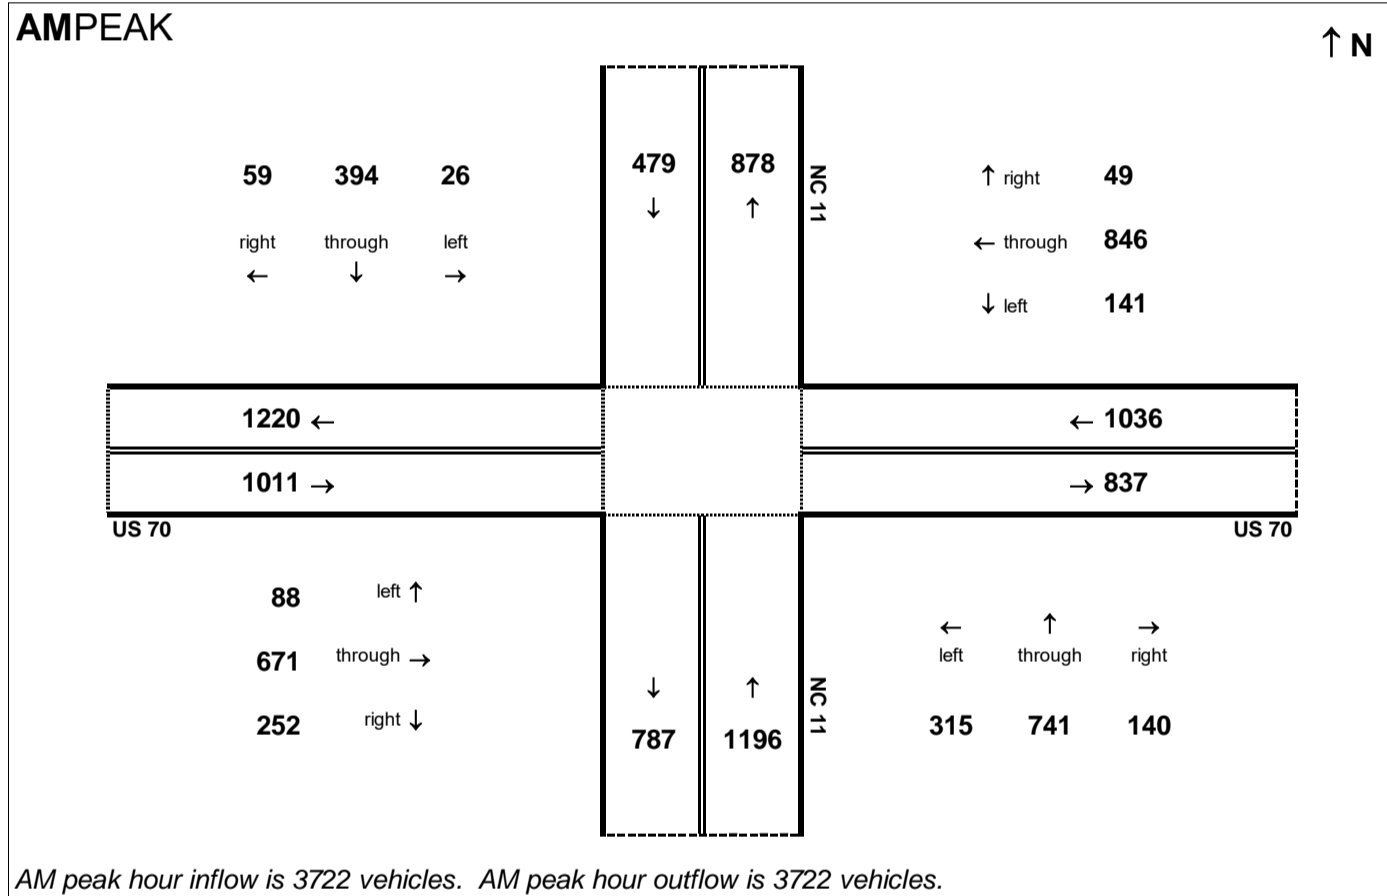 AMPEAK
↑ N
59 394 26
right through left
← ↓ →
479 878
↓ ↑
NC 11
↑ right 49
← through 846
↓ left 141
1220 ←
1011 →
US 70
← 1036
→ 837
US 70
88 left ↑
671 through →
252 right ↓
↓ ↑
787 1196
NC 11
← ↑ →
left through right
315 741 140
AM peak hour inflow is 3722 vehicles. AM peak hour outflow is 3722 vehicles.